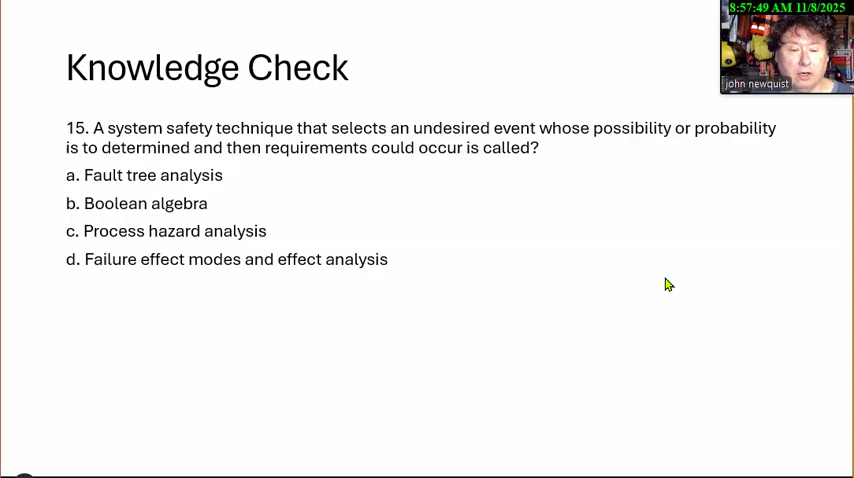 8:57:49 AM 11/8/2025
john newquist
Knowledge Check
15. A system safety technique that selects an undesired event whose possibility or probability
is to determined and then requirements could occur is called?
a. Fault tree analysis
b. Boolean algebra
c. Process hazard analysis
d. Failure effect modes and effect analysis